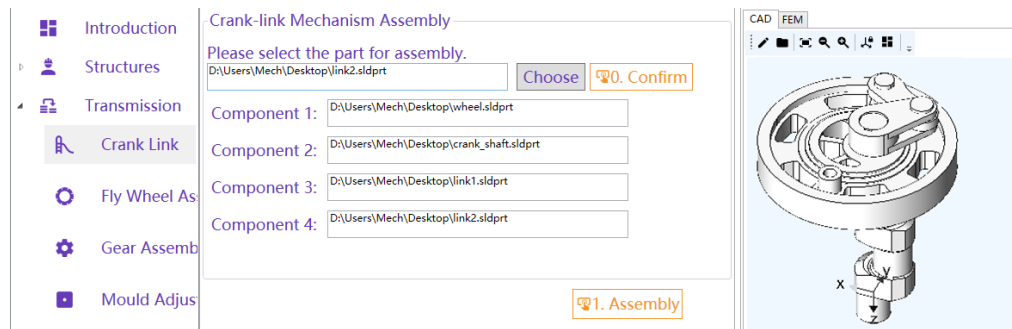 Introduction
Structures
Transmission
Crank Link
Fly Wheel As
Gear Assemb
Mould Adjus
Crank-link Mechanism Assembly
Please select the part for assembly.
D:\Users\Mech\Desktop\link2.sldprt
Choose
0. Confirm
Component 1: D:\Users\Mech\Desktop\wheel.sldprt
Component 2: D:\Users\Mech\Desktop\crank_shaft.sldprt
Component 3: D:\Users\Mech\Desktop\link1.sldprt
Component 4: D:\Users\Mech\Desktop\link2.sldprt
1. Assembly
CAD FEM
x
y
z